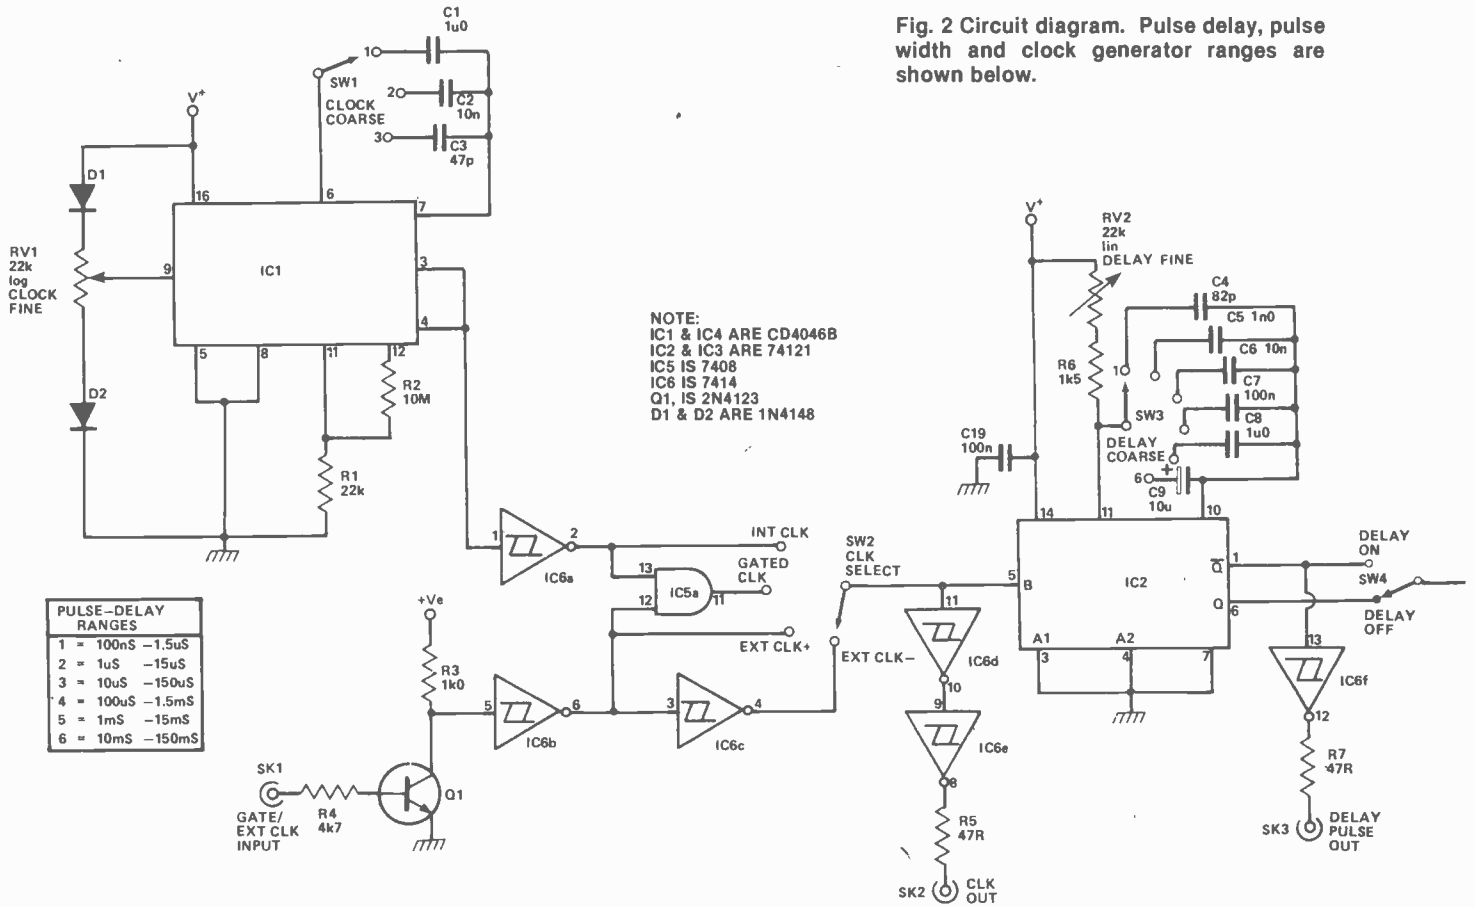 Fig. 2 Circuit diagram. Pulse delay, pulse
width and clock generator ranges are
shown below.
C1
1u0
1
SW1
CLOCK
COARSE
2
C2
10n
3
C3
47p
V+
D1
16
6
7
RV1
22k
log
CLOCK
FINE
9
IC1
3
4
5
8
11
12
R2
10M
D2
R1
22k
NOTE:
IC1 & IC4 ARE CD4046B
IC2 & IC3 ARE 74121
IC5 IS 7408
IC6 IS 7414
Q1, IS 2N4123
D1 & D2 ARE 1N4148
V+
RV2
22k
lin
DELAY FINE
C4
82p
C5 1n0
C6 10n
C7
100n
C8
1u0
R6
1k5
1
SW3
DELAY
COARSE
6
+
C9
10u
C19
100n
14
11
10
5
B
IC2
Q̅
1
Q
6
A1
A2
3
4
7
DELAY
ON
SW4
DELAY
OFF
13
IC6f
12
R7
47R
SK3
DELAY
PULSE
OUT
1
2
IC6a
INT CLK
13
12
IC5a
11
GATED
CLK
EXT CLK+
SW2
CLK
SELECT
EXT CLK−
11
IC6d
10
9
IC6e
8
R5
47R
SK2
CLK
OUT
+Ve
R3
1k0
5
6
IC6b
3
4
IC6c
SK1
GATE/
EXT CLK
INPUT
R4
4k7
Q1
PULSE–DELAY
RANGES
1 = 100nS –1.5uS
2 = 1uS –15uS
3 = 10uS –150uS
4 = 100uS –1.5mS
5 = 1mS –15mS
6 = 10mS –150mS